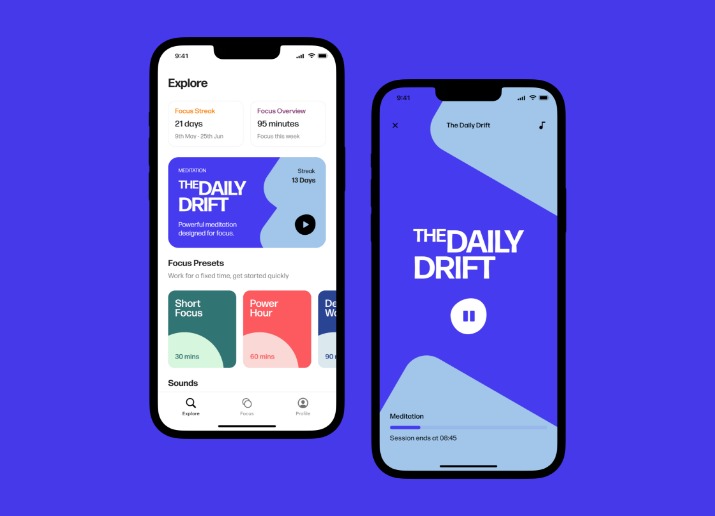 9:41
Explore
Focus Streak
21 days
9th May - 25th Jun
Focus Overview
95 minutes
Focus this week
MEDITATION
THE DAILY
DRIFT
Powerful meditation
designed for focus.
Streak
13 Days
Focus Presets
Work for a fixed time, get started quickly
Short
Focus
30 mins
Power
Hour
60 mins
De
Wo
90
Sounds
Explore
Focus
Profile
9:41
The Daily Drift
THE DAILY
DRIFT
Meditation
Session ends at 08:45